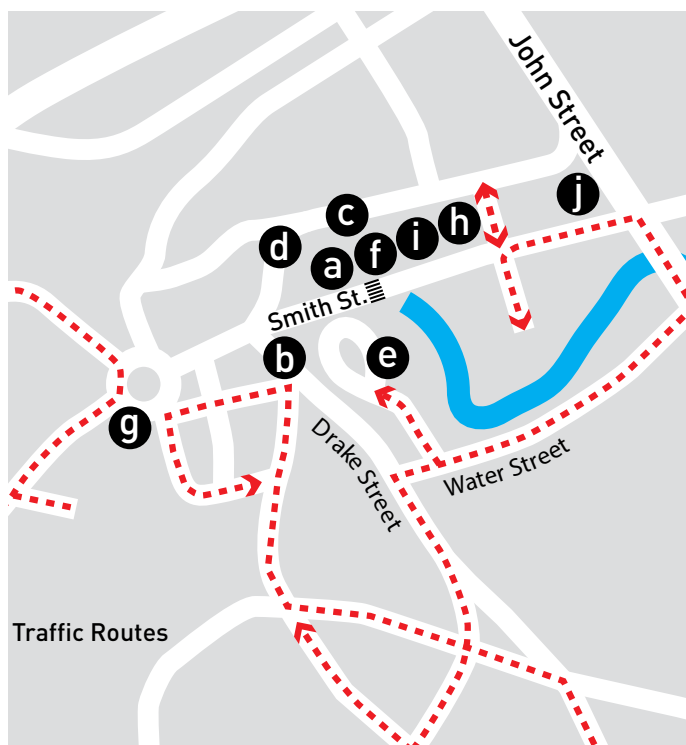 John Street
j
c
h
i
d
f
a
Smith St.
b
e
g
Drake Street
Water Street
Traffic Routes